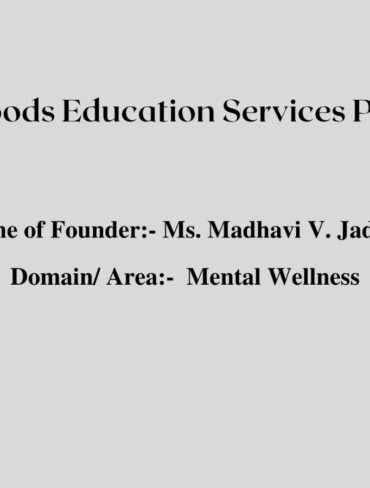 oods Education Services P
ne of Founder:- Ms. Madhavi V. Jad
Domain/ Area:- Mental Wellness